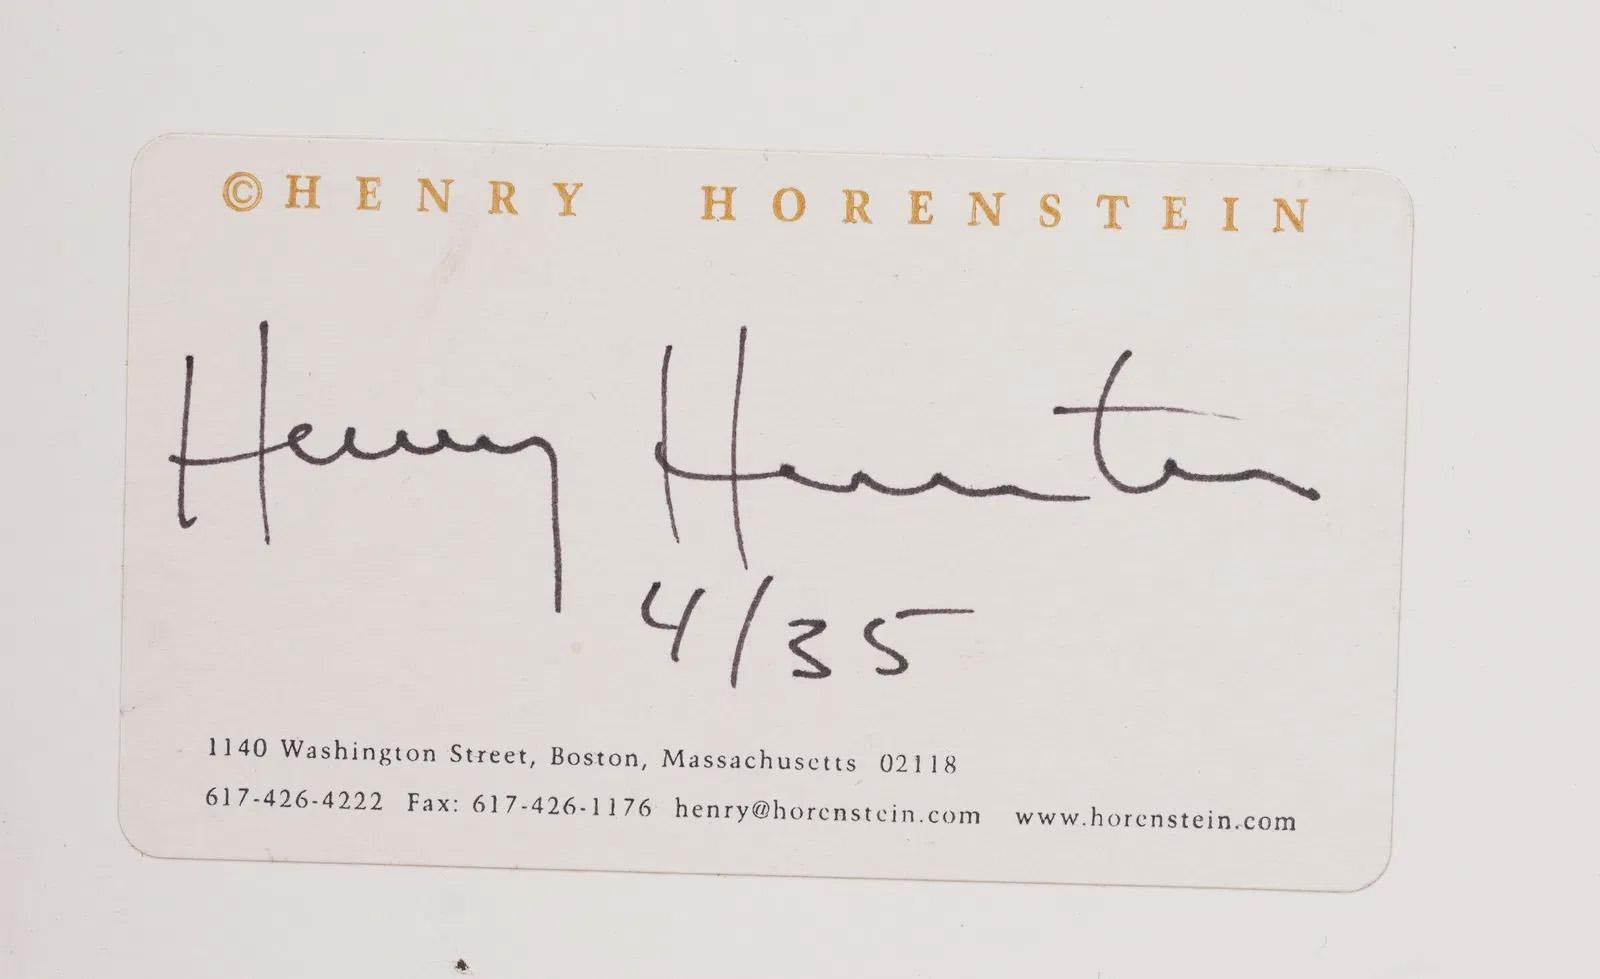 © HENRY HORENSTEIN
Henry Horenstein
4/35
1140 Washington Street, Boston, Massachusetts 02118
617-426-4222 Fax: 617-426-1176 henry@horenstein.com www.horenstein.com